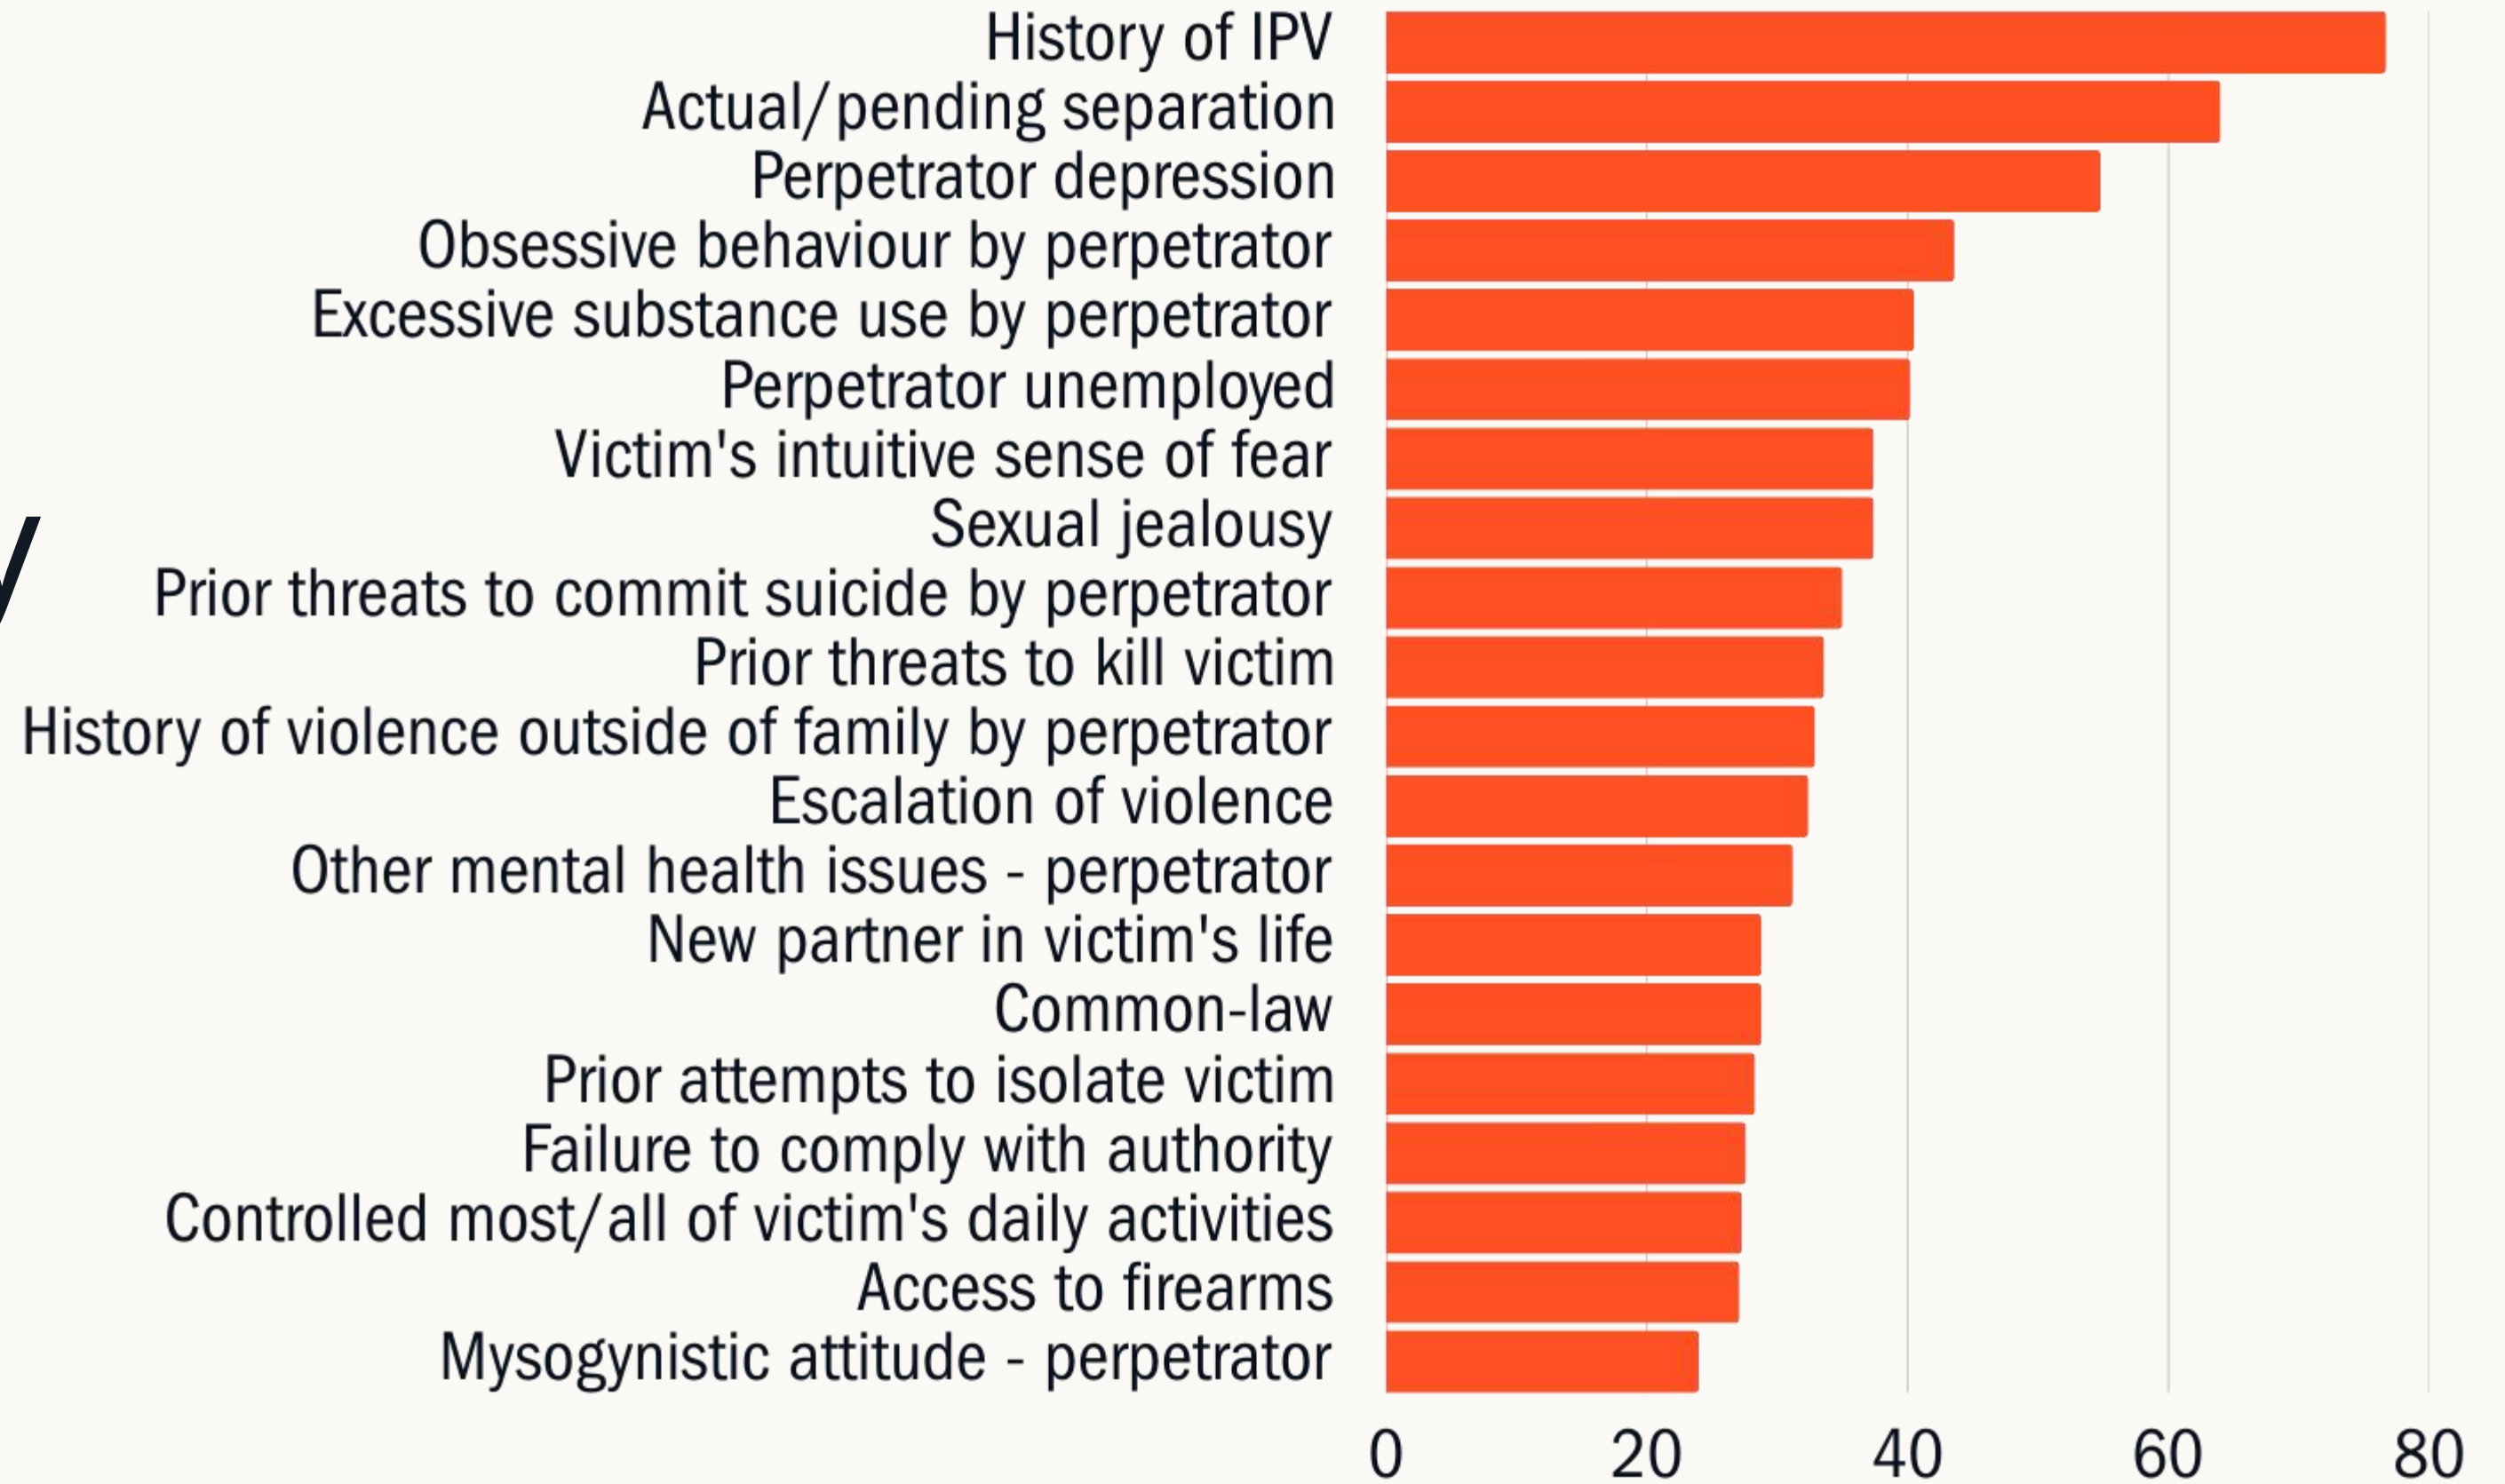 History of IPV
Actual/pending separation
Perpetrator depression
Obsessive behaviour by perpetrator
Excessive substance use by perpetrator
Perpetrator unemployed
Victim's intuitive sense of fear
Sexual jealousy
Prior threats to commit suicide by perpetrator
Prior threats to kill victim
History of violence outside of family by perpetrator
Escalation of violence
Other mental health issues - perpetrator
New partner in victim's life
Common-law
Prior attempts to isolate victim
Failure to comply with authority
Controlled most/all of victim's daily activities
Access to firearms
Mysogynistic attitude - perpetrator
0 20 40 60 80